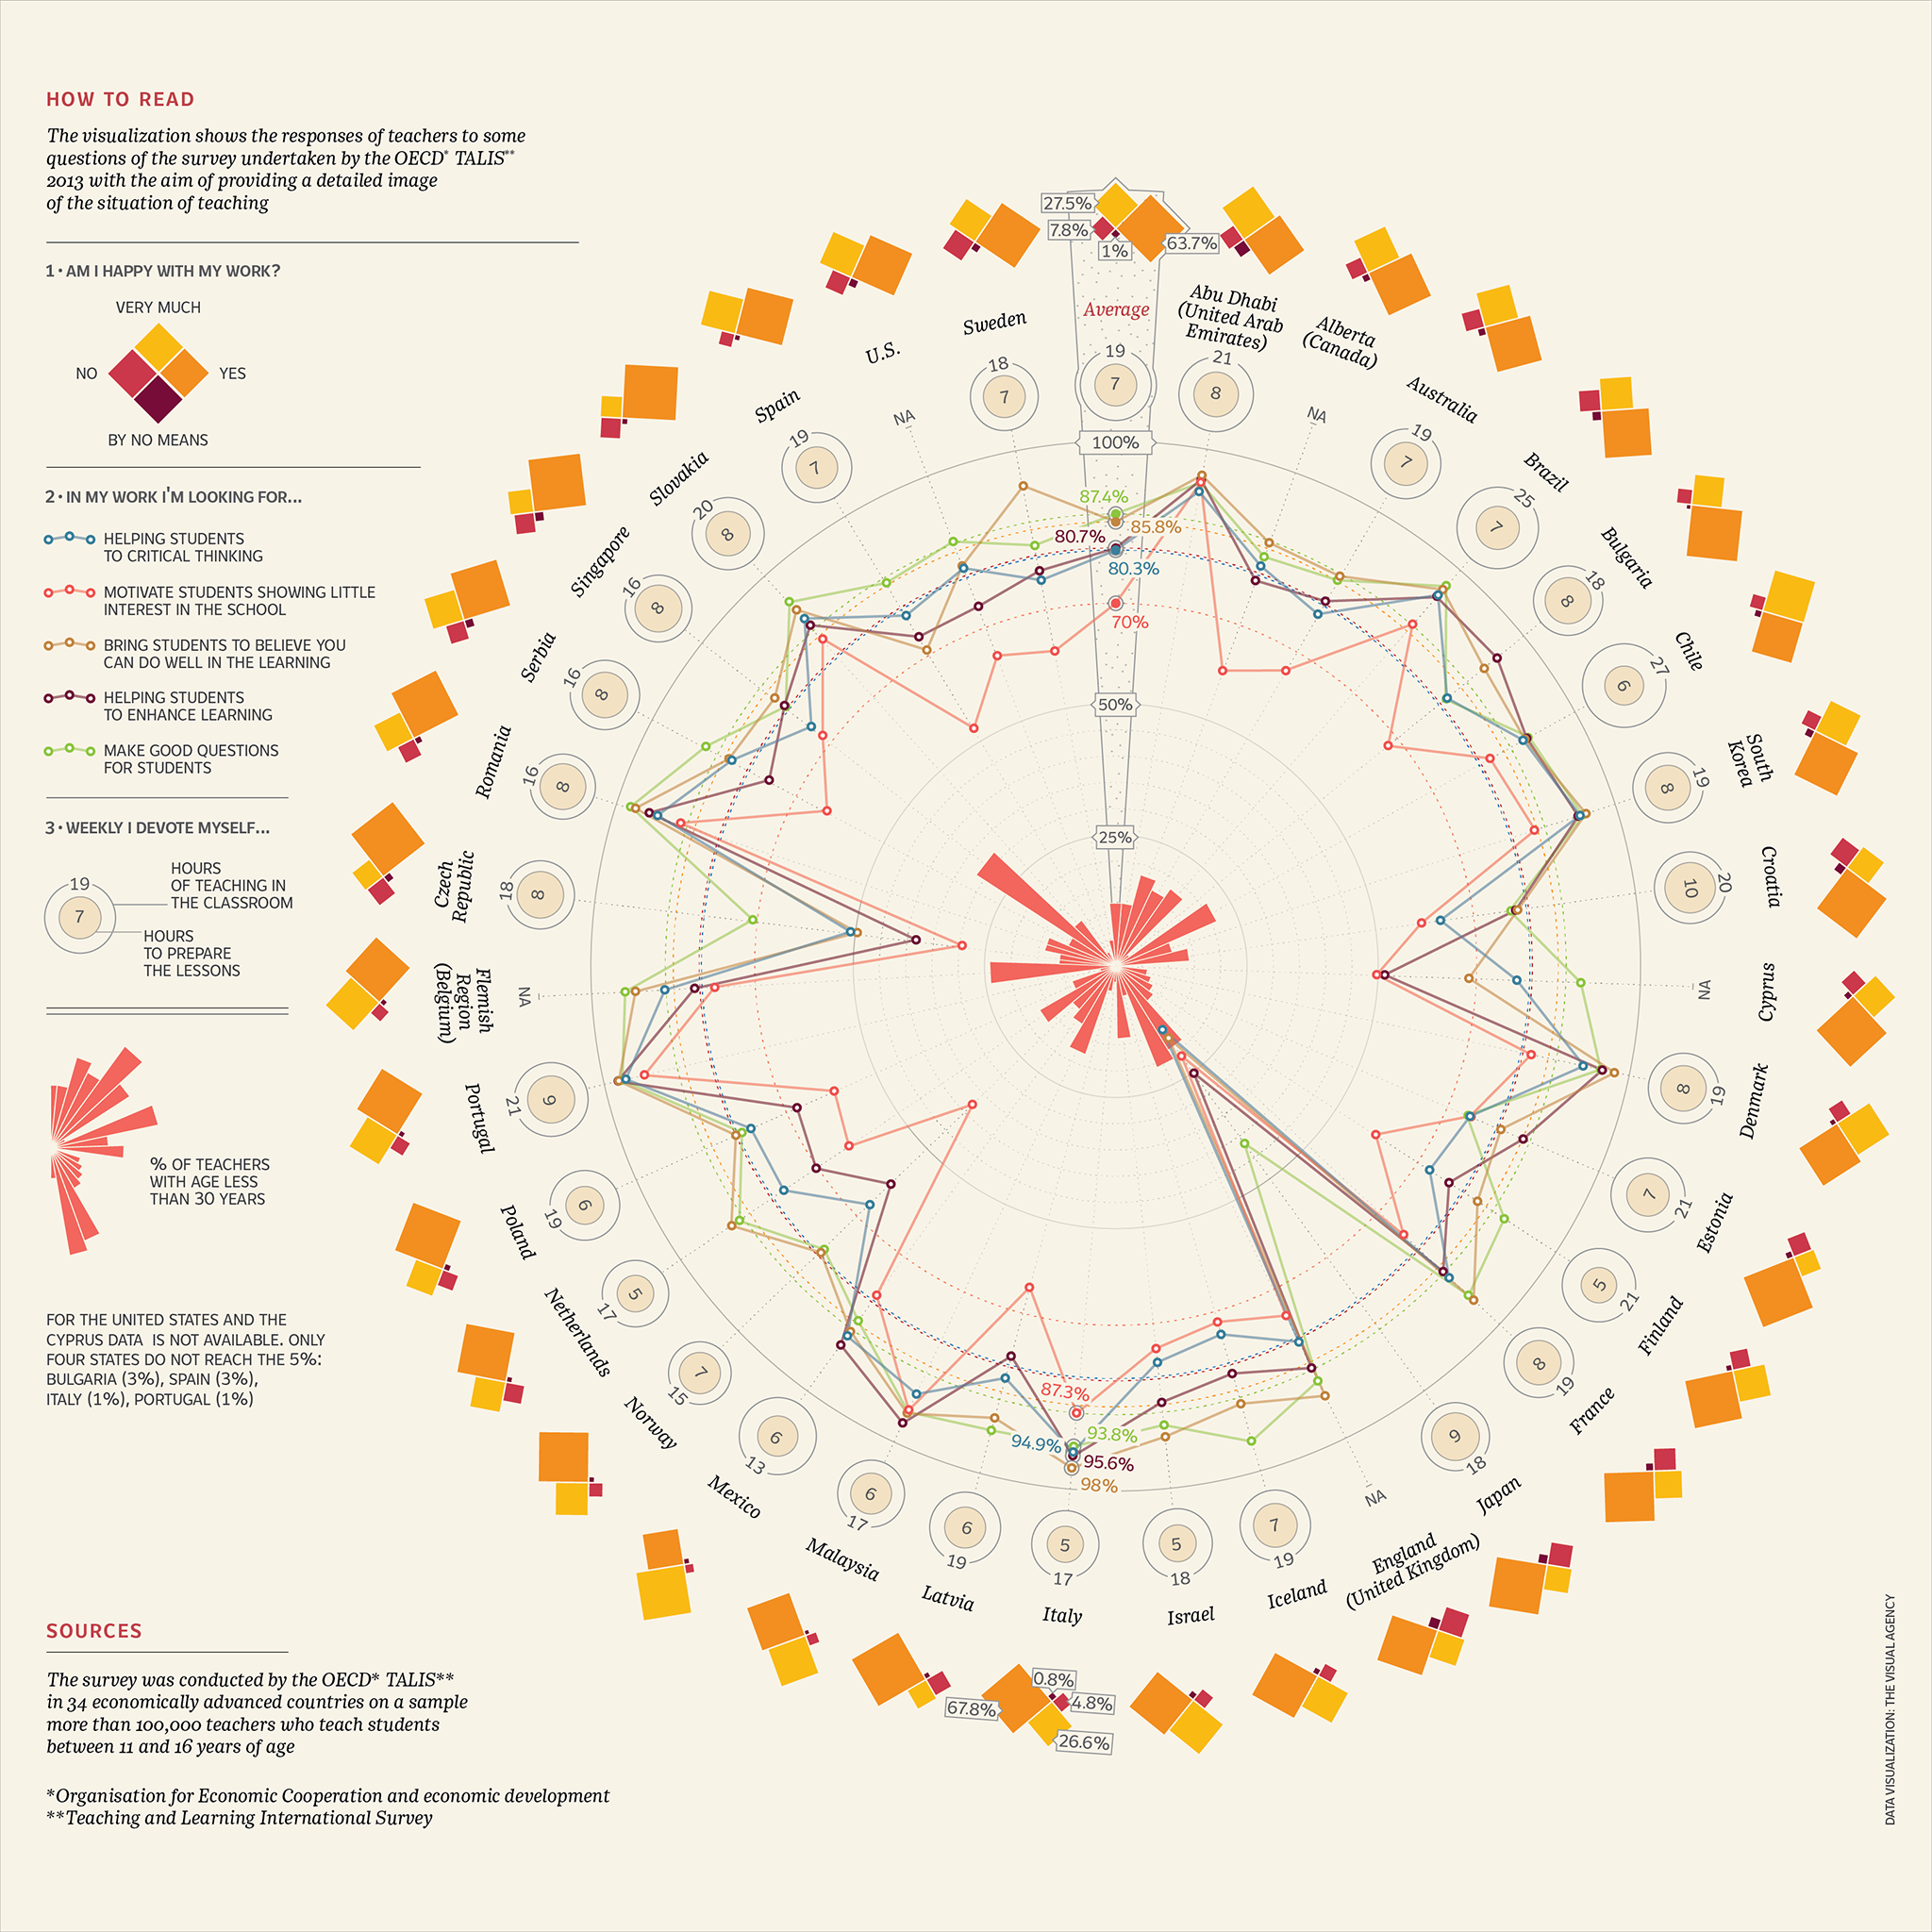 HOW TO READ
The visualization shows the responses of teachers to some
questions of the survey undertaken by the OECD* TALIS**
2013 with the aim of providing a detailed image
of the situation of teaching
1 • AM I HAPPY WITH MY WORK?
VERY MUCH
NO
YES
BY NO MEANS
2 • IN MY WORK I'M LOOKING FOR...
HELPING STUDENTS
TO CRITICAL THINKING
MOTIVATE STUDENTS SHOWING LITTLE
INTEREST IN THE SCHOOL
BRING STUDENTS TO BELIEVE YOU
CAN DO WELL IN THE LEARNING
HELPING STUDENTS
TO ENHANCE LEARNING
MAKE GOOD QUESTIONS
FOR STUDENTS
3 • WEEKLY I DEVOTE MYSELF...
19
7
HOURS
OF TEACHING IN
THE CLASSROOM
HOURS
TO PREPARE
THE LESSONS
% OF TEACHERS
WITH AGE LESS
THAN 30 YEARS
FOR THE UNITED STATES AND THE
CYPRUS DATA IS NOT AVAILABLE. ONLY
FOUR STATES DO NOT REACH THE 5%:
BULGARIA (3%), SPAIN (3%),
ITALY (1%), PORTUGAL (1%)
SOURCES
The survey was conducted by the OECD* TALIS**
in 34 economically advanced countries on a sample
more than 100,000 teachers who teach students
between 11 and 16 years of age
*Organisation for Economic Cooperation and economic development
**Teaching and Learning International Survey
27.5%
7.8%
1%
63.7%
Average
19
7
100%
87.4%
85.8%
80.7%
80.3%
70%
50%
25%
Abu Dhabi
(United Arab
Emirates)
21
8
Alberta
(Canada)
NA
Australia
19
7
Brazil
25
7
Bulgaria
18
8
Chile
27
6
South
Korea
19
8
Croatia
20
10
Cyprus
NA
Denmark
19
8
Estonia
21
7
Finland
21
5
France
19
8
Japan
18
9
England
(United Kingdom)
NA
Iceland
19
7
Israel
18
5
Italy
17
5
87.3%
94.9%
93.8%
95.6%
98%
0.8%
4.8%
67.8%
26.6%
Latvia
19
6
Malaysia
17
6
Mexico
13
6
Norway
15
7
Netherlands
17
5
Poland
19
6
Portugal
21
9
Flemish
Region
(Belgium)
NA
Czech
Republic
18
8
Romania
16
8
Serbia
16
8
Singapore
16
8
Slovakia
20
8
Spain
19
7
U.S.
NA
Sweden
18
7
DATA VISUALIZATION: THE VISUAL AGENCY